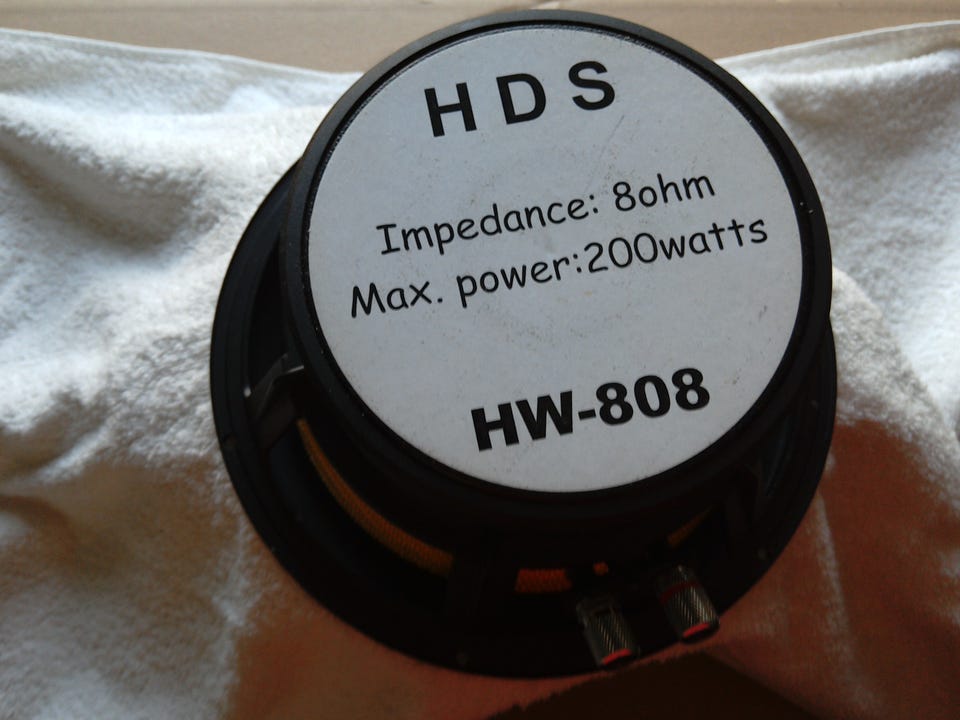 HDS
Impedance: 8ohm
Max. power:200watts
HW-808